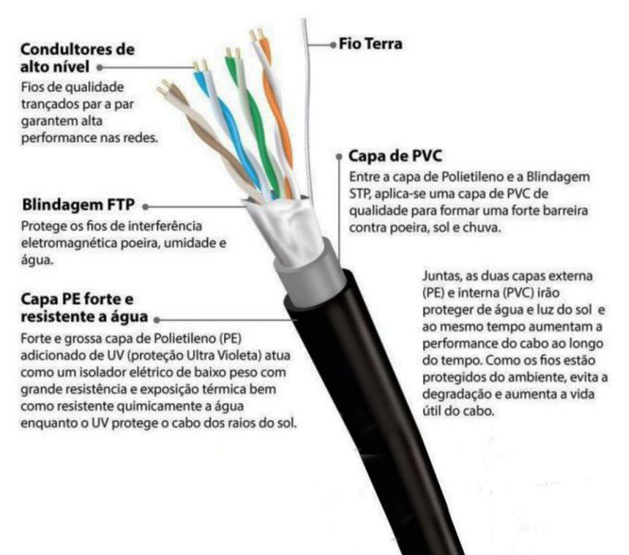 Condultores de
alto nível
Fios de qualidade
trançados par a par
garantem alta
performance nas redes.
Fio Terra
Capa de PVC
Entre a capa de Polietileno e a Blindagem
STP, aplica-se uma capa de PVC de
qualidade para formar uma forte barreira
contra poeira, sol e chuva.
Blindagem FTP
Protege os fios de interferência
eletromagnética poeira, umidade e
água.
Capa PE forte e
resistente a água
Forte e grossa capa de Polietileno (PE)
adicionado de UV (proteção Ultra Violeta) atua
como um isolador elétrico de baixo peso com
grande resistência e exposição térmica bem
como resistente quimicamente a água
enquanto o UV protege o cabo dos raios do sol.
Juntas, as duas capas externa
(PE) e interna (PVC) irão
proteger de água e luz do sol e
ao mesmo tempo aumentam a
performance do cabo ao longo
do tempo. Como os fios estão
protegidos do ambiente, evita a
degradação e aumenta a vida
útil do cabo.